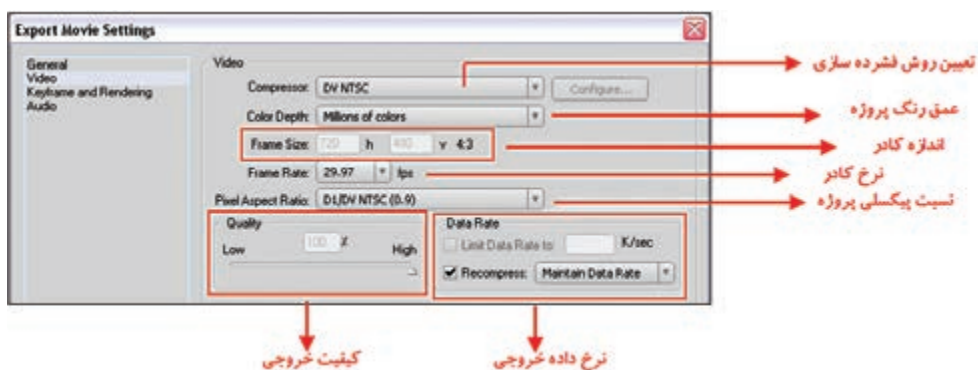 Export Movie Settings
General
Video
Keyframe and Rendering
Audio
Video
Compressor: DV NTSC Configure...
Color Depth: Millions of colors
Frame Size: 720 h 480 v 4:3
Frame Rate: 29.97 fps
Pixel Aspect Ratio: D1/DV NTSC (0.9)
Quality
Low 100 % High
Data Rate
Limit Data Rate to: K/sec
Recompress: Maintain Data Rate
تعیین روش فشرده سازی
عمق رنگ پروژه
اندازه کادر
نرخ کادر
نسبت پیکسلی پروژه
کیفیت خروجی
نرخ داده خروجی